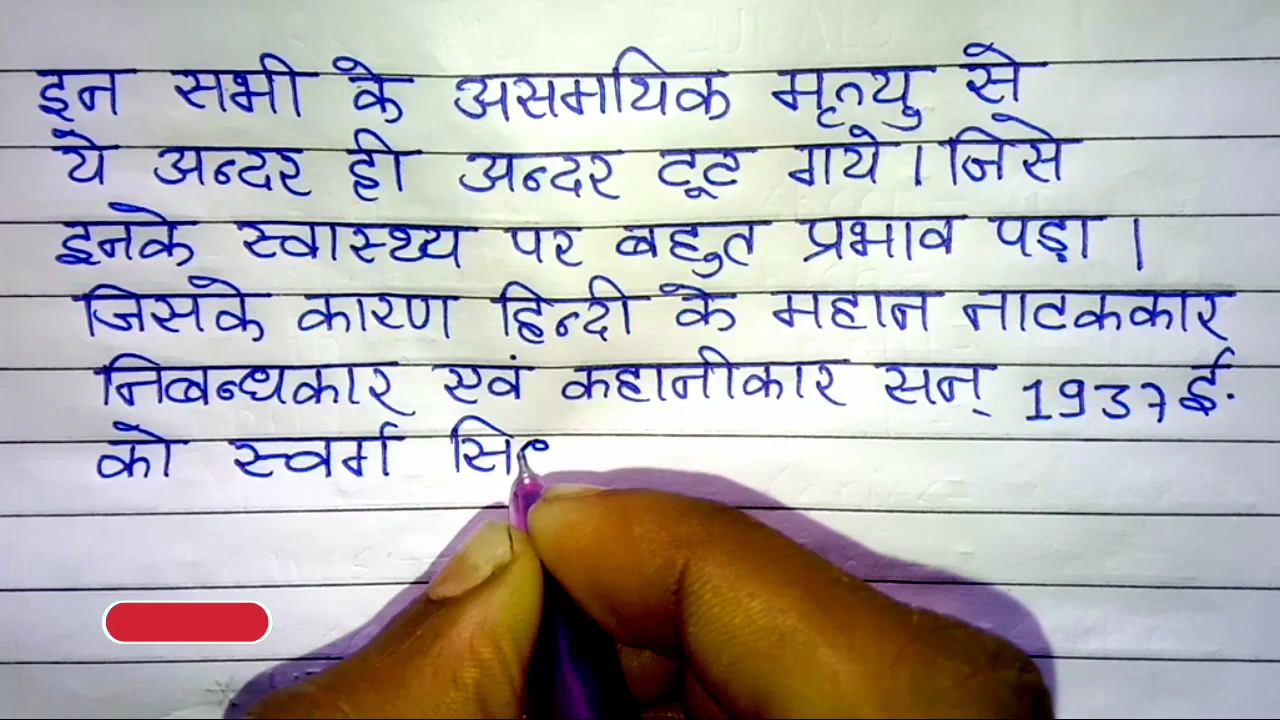 इन सभी के असमयिक मृत्यु से
ये अन्दर ही अन्दर टूट गये। जिसे
इनके स्वास्थ्य पर बहुत प्रभाव पड़ा।
जिसके कारण हिन्दी के महान नाटककार
निबन्धकार एवं कहानीकार सन् 1937 ई.
को स्वर्ग